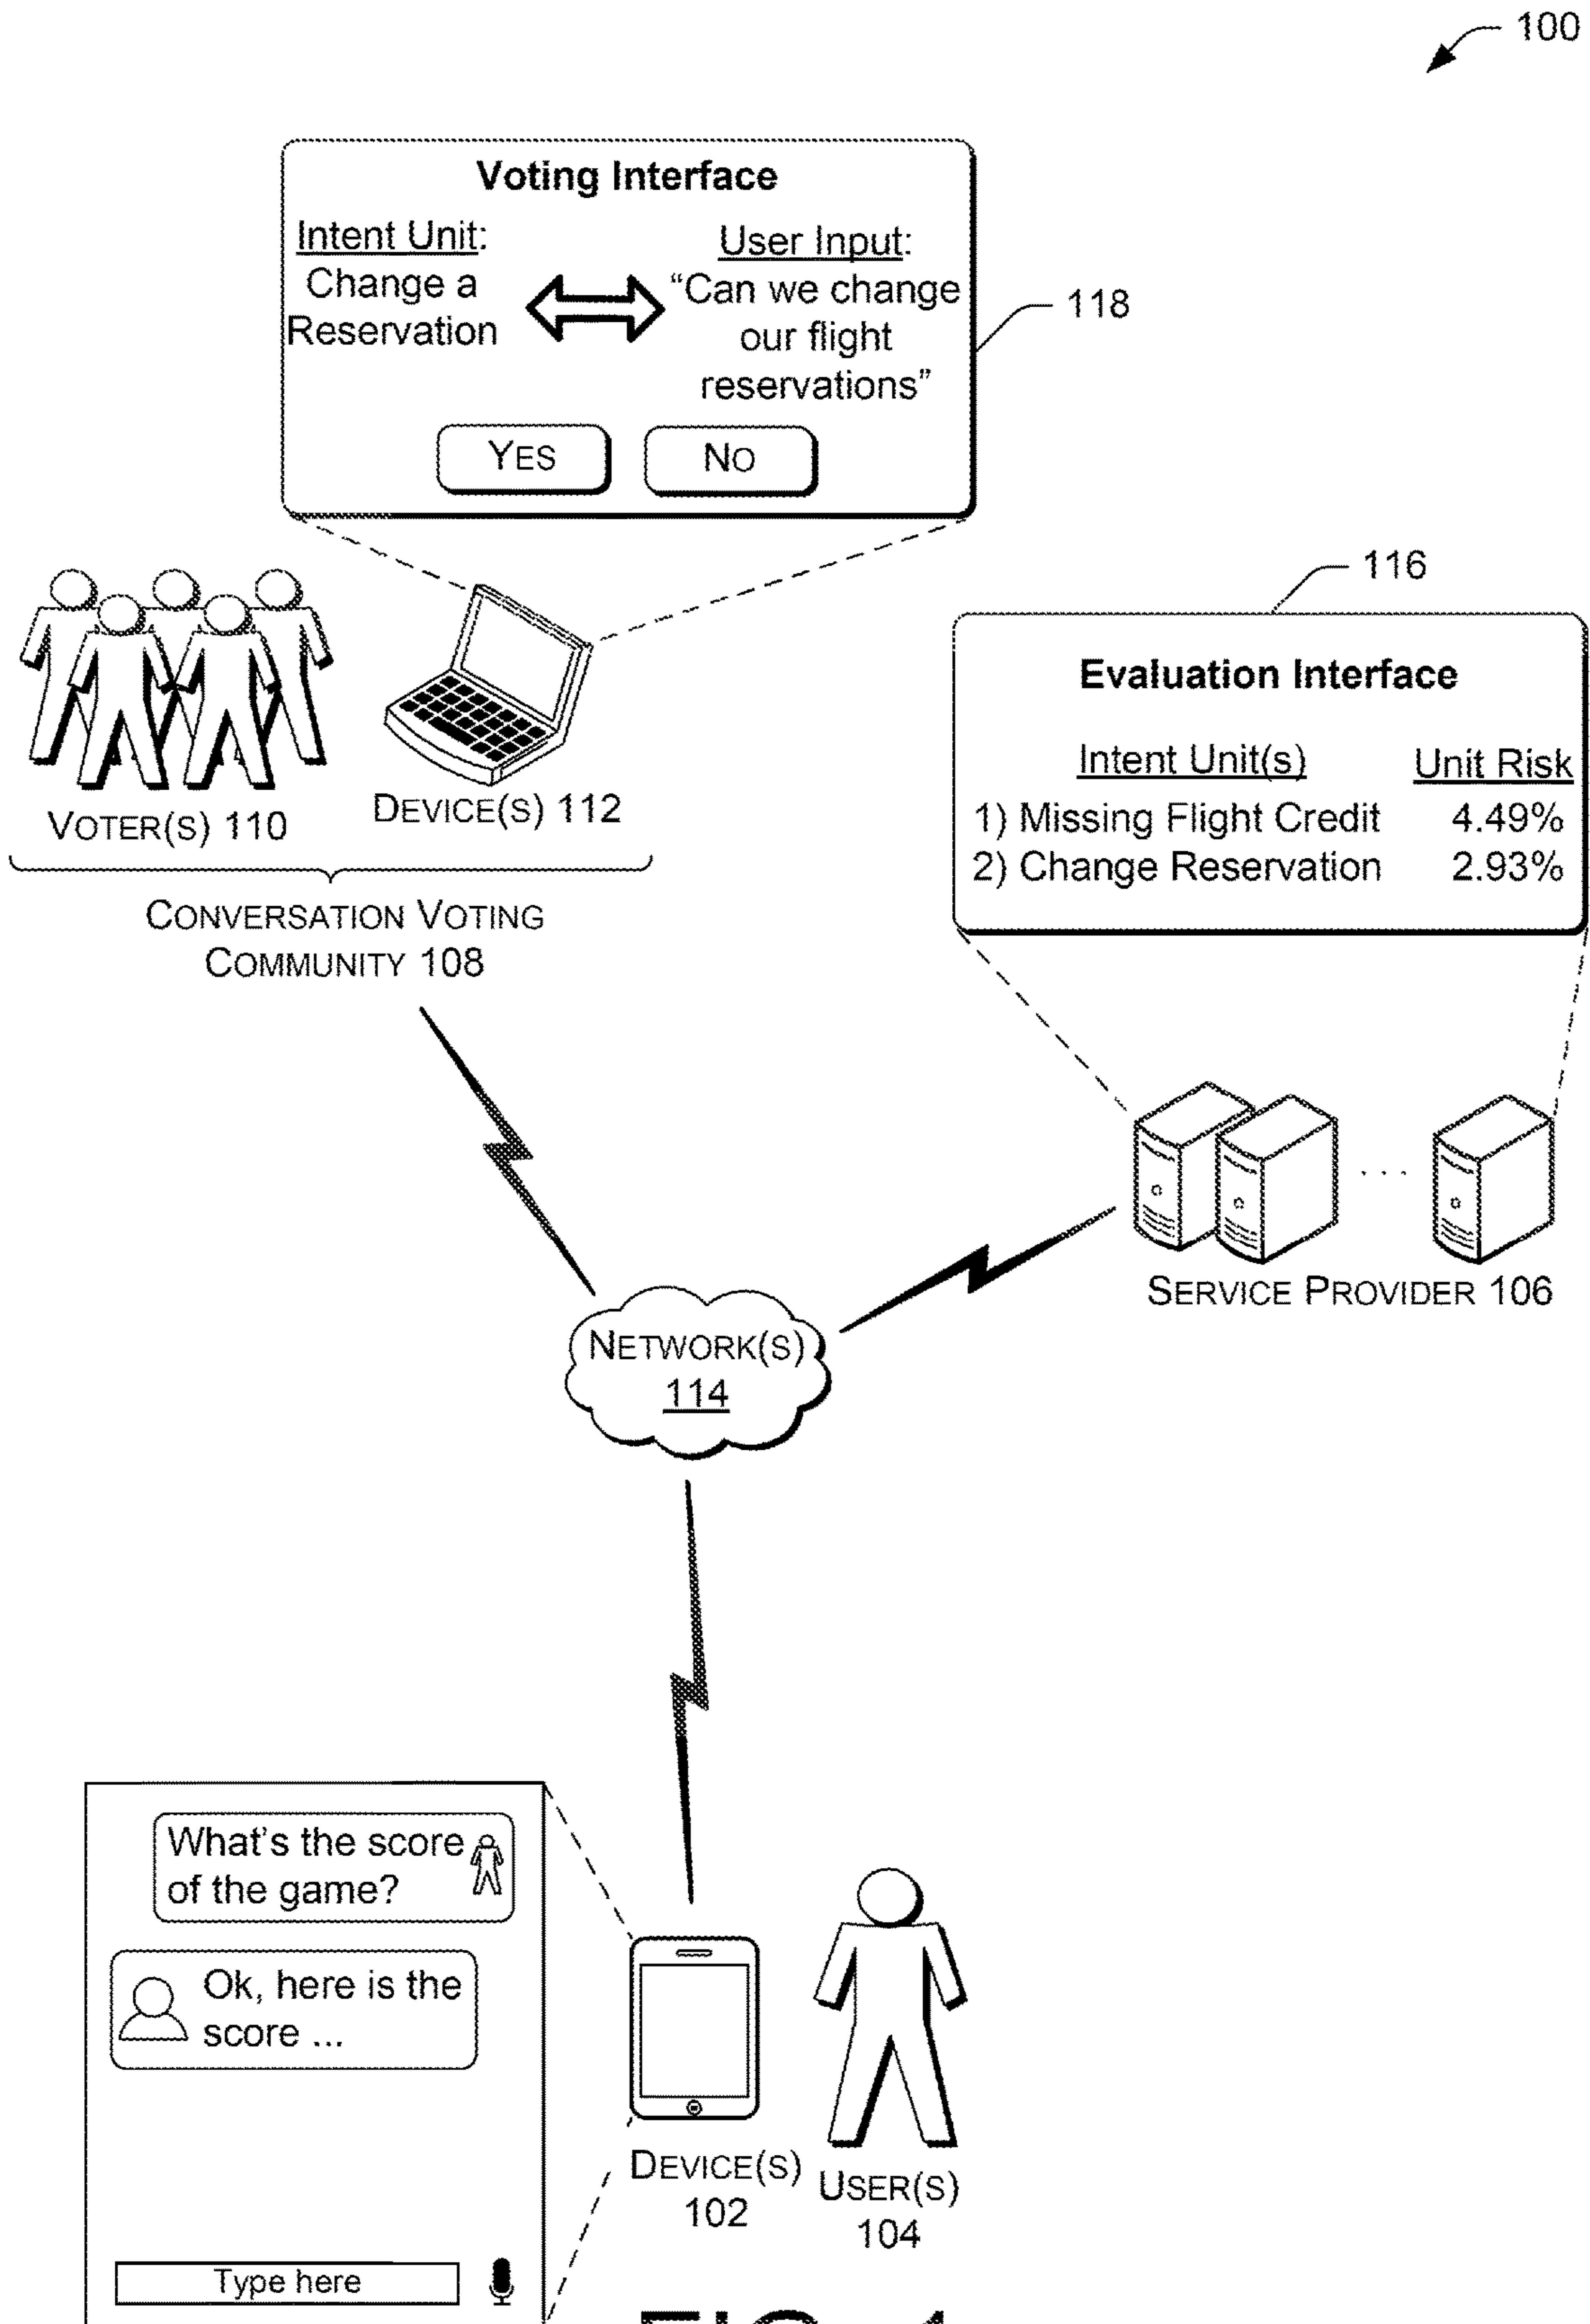 100
Voting Interface
Intent Unit:
Change a
Reservation
User Input:
“Can we change
our flight
reservations”
YES
NO
118
116
Evaluation Interface
Intent Unit(s) Unit Risk
1) Missing Flight Credit 4.49%
2) Change Reservation 2.93%
VOTER(S) 110
DEVICE(S) 112
CONVERSATION VOTING
COMMUNITY 108
SERVICE PROVIDER 106
NETWORK(S)
114
What's the score
of the game?
Ok, here is the
score ...
Type here
DEVICE(S)
102
USER(S)
104